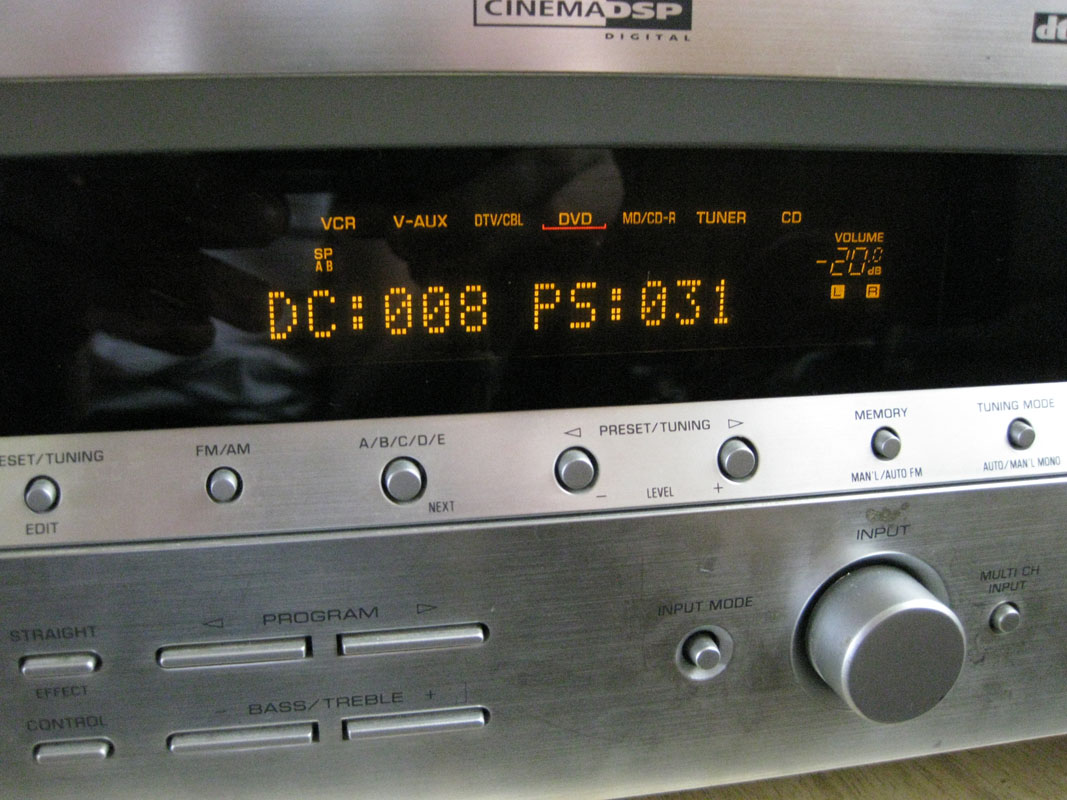 CINEMA DSP
DIGITAL
VCR V-AUX DTV/CBL DVD MD/CD-R TUNER CD
VOLUME
SP
A B
-20.0 dB
L R
DC:008 PS:031
MEMORY
TUNING MODE
PRESET/TUNING
A/B/C/D/E
FM/AM
ESET/TUNING
AUTO/MAN'L MONO
MAN'L/AUTO FM
– LEVEL +
NEXT
EDIT
INPUT
MULTI CH
INPUT
INPUT MODE
PROGRAM
STRAIGHT
EFFECT
– BASS/TREBLE +
CONTROL